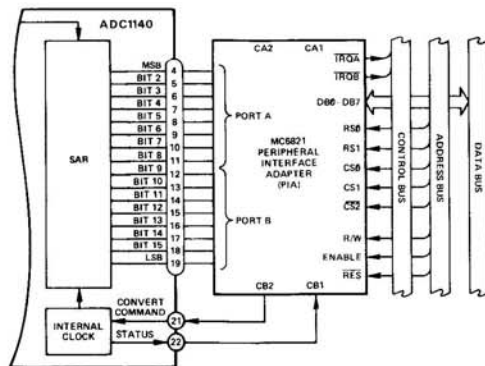 ADC1140
SAR
MSB
BIT 2
BIT 3
BIT 4
BIT 5
BIT 6
BIT 7
BIT 8
BIT 9
BIT 10
BIT 11
BIT 12
BIT 13
BIT 14
BIT 15
LSB
4
5
6
7
8
9
10
11
12
13
14
15
16
17
18
19
INTERNAL
CLOCK
CONVERT
COMMAND
STATUS
21
22
CA2 CA1
PORT A
MC6821
PERIPHERAL
INTERFACE
ADAPTER
(PIA)
PORT B
CB2 CB1
IRQA
IRQB
DB0-DB7
RS0
RS1
CS0
CS1
CS2
R/W
ENABLE
RES
CONTROL BUS
ADDRESS BUS
DATA BUS